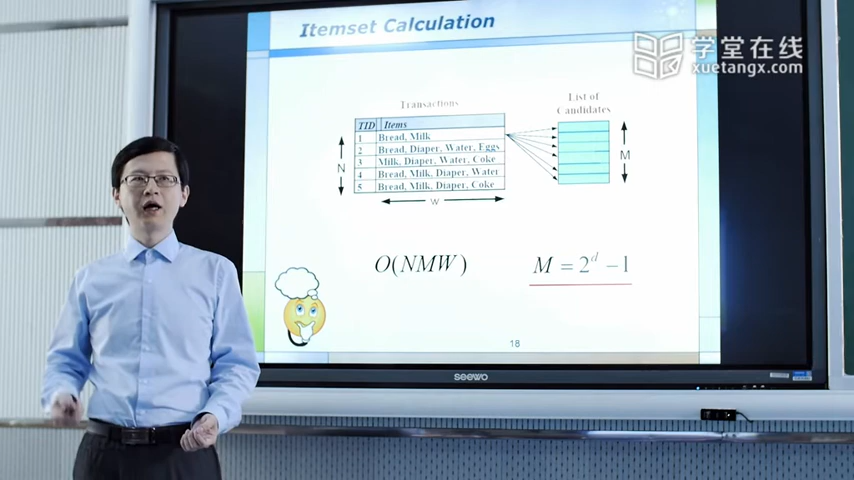 Itemset Calculation
学堂在线
xuetangx.com
Transactions
List of
Candidates
TID Items
1 Bread, Milk
2 Bread, Diaper, Water, Eggs
3 Milk, Diaper, Water, Coke
4 Bread, Milk, Diaper, Water
5 Bread, Milk, Diaper, Coke
N
M
W
O(NMW)
M = 2^d − 1
18
seewo